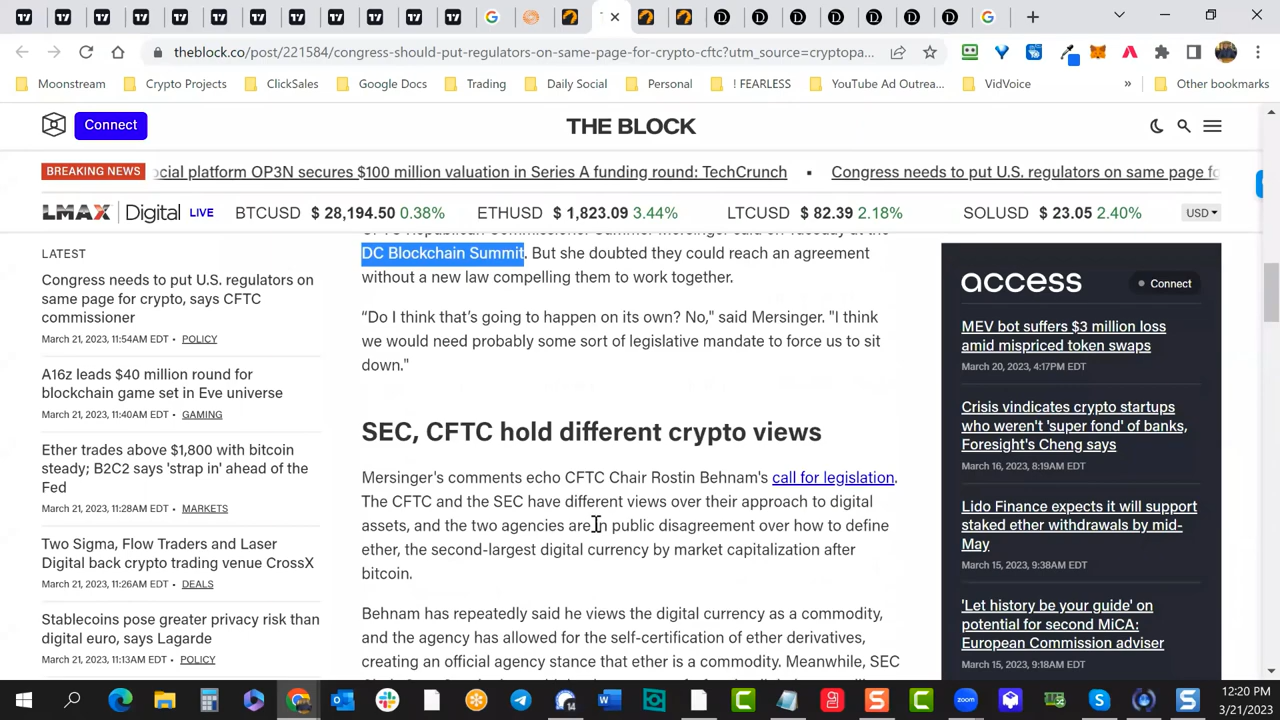 theblock.co/post/221584/congress-should-put-regulators-on-same-page-for-crypto-cftc?utm_source=cryptopa...
Moonstream
Crypto Projects
ClickSales
Google Docs
Trading
Daily Social
Personal
! FEARLESS
YouTube Ad Outrea...
VidVoice
»
Other bookmarks
Connect
THE BLOCK
BREAKING NEWS
ocial platform OP3N secures $100 million valuation in Series A funding round: TechCrunch
▪ Congress needs to put U.S. regulators on same page f
LMAX Digital LIVE
BTCUSD $ 28,194.50 0.38%
ETHUSD $ 1,823.09 3.44%
LTCUSD $ 82.39 2.18%
SOLUSD $ 23.05 2.40%
USD
LATEST
Congress needs to put U.S. regulators on same page for
crypto, says CFTC
commissioner
March 21, 2023, 11:54AM EDT • POLICY
A16z leads $40 million round for
blockchain game set in Eve universe
March 21, 2023, 11:40AM EDT • GAMING
Ether trades above $1,800 with bitcoin
steady; B2C2 says 'strap in' ahead of the
Fed
March 21, 2023, 11:28AM EDT • MARKETS
Two Sigma, Flow Traders and Laser
Digital back crypto trading venue CrossX
March 21, 2023, 11:26AM EDT • DEALS
Stablecoins pose greater privacy risk than
digital euro, says Lagarde
March 21, 2023, 11:13AM EDT • POLICY
CFTC Republican Commissioner Summer Mersinger said on Tuesday at the
DC Blockchain Summit. But she doubted they could reach an agreement
without a new law compelling them to work together.
“Do I think that’s going to happen on its own? No," said Mersinger. "I think
we would need probably some sort of legislative mandate to force us to sit
down."
SEC, CFTC hold different crypto views
Mersinger's comments echo CFTC Chair Rostin Behnam's call for legislation.
The CFTC and the SEC have different views over their approach to digital
assets, and the two agencies are in public disagreement over how to define
ether, the second-largest digital currency by market capitalization after
bitcoin.
Behnam has repeatedly said he views the digital currency as a commodity,
and the agency has allowed for the self-certification of ether derivatives,
creating an official agency stance that ether is a commodity. Meanwhile, SEC
access
Connect
MEV bot suffers $3 million loss
amid mispriced token swaps
March 20, 2023, 4:17PM EDT
Crisis vindicates crypto startups
who weren't 'super fond' of banks,
Foresight's Cheng says
March 16, 2023, 8:19AM EDT
Lido Finance expects it will support
staked ether withdrawals by mid-
May
March 15, 2023, 9:38AM EDT
'Let history be your guide' on
potential for second MiCA:
European Commission adviser
March 15, 2023, 9:18AM EDT
12:20 PM
3/21/2023